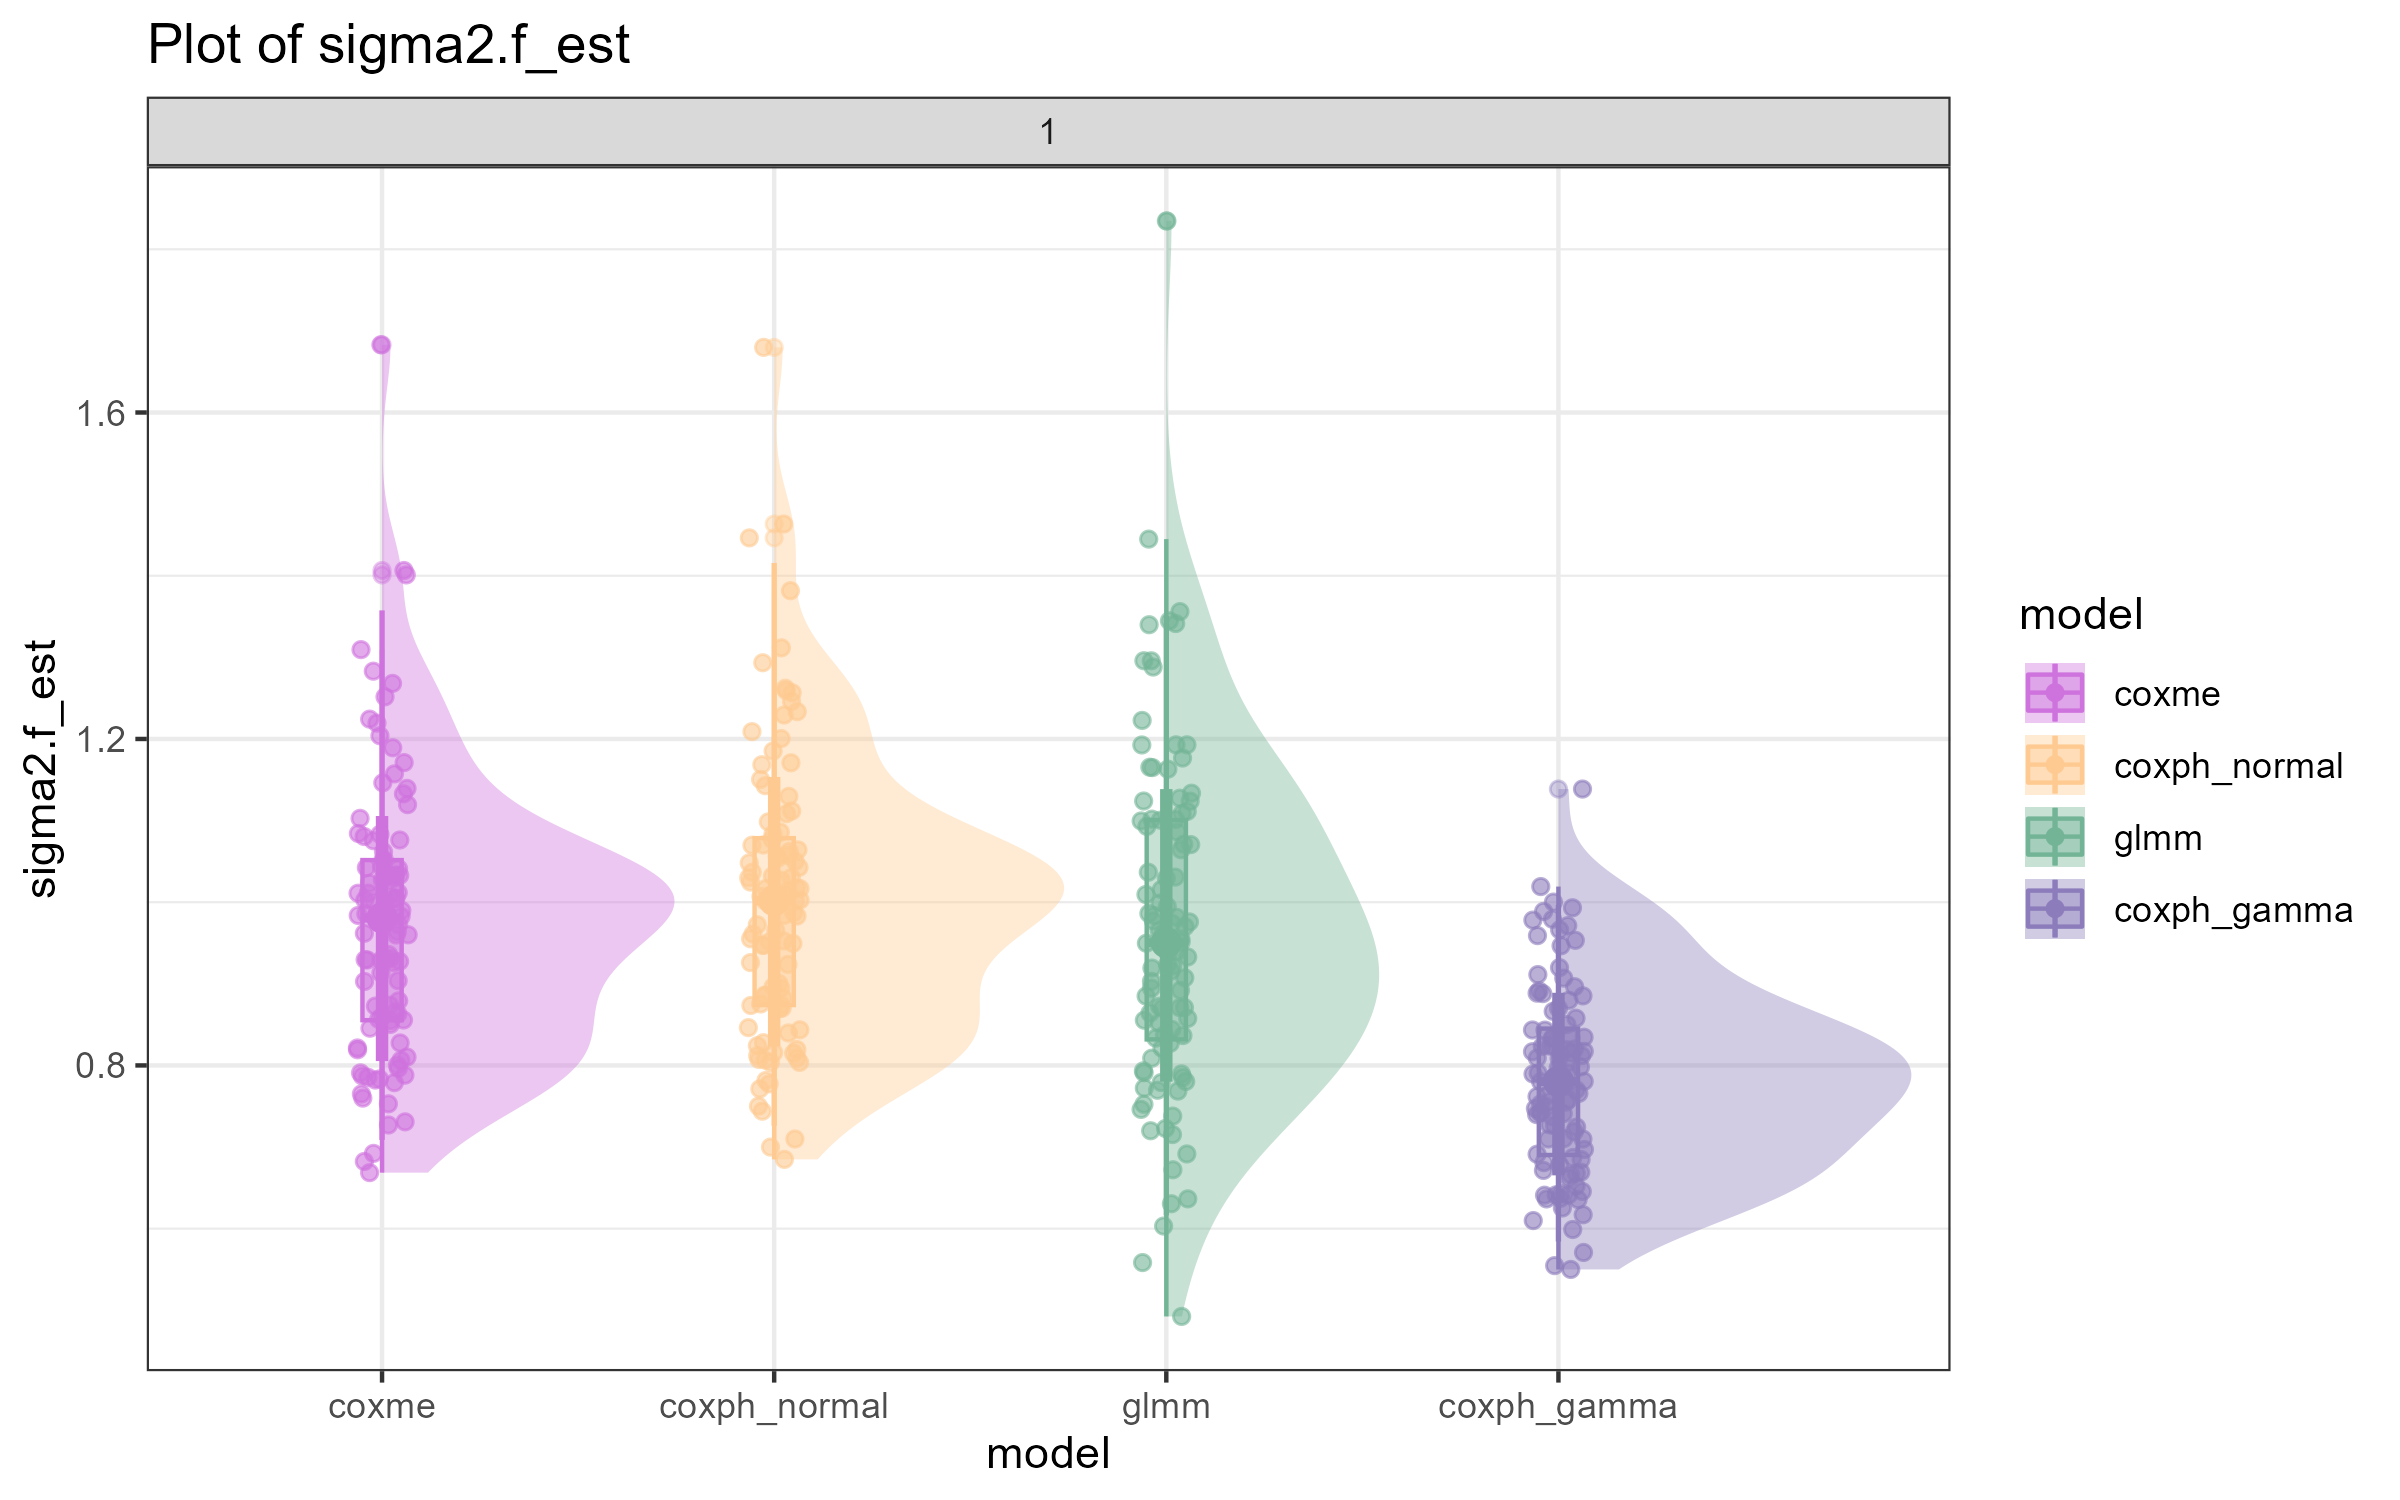 Plot of sigma2.f_est
1
1.6
1.2
0.8
sigma2.f_est
coxme
coxph_normal
glmm
coxph_gamma
model
model
coxme
coxph_normal
glmm
coxph_gamma